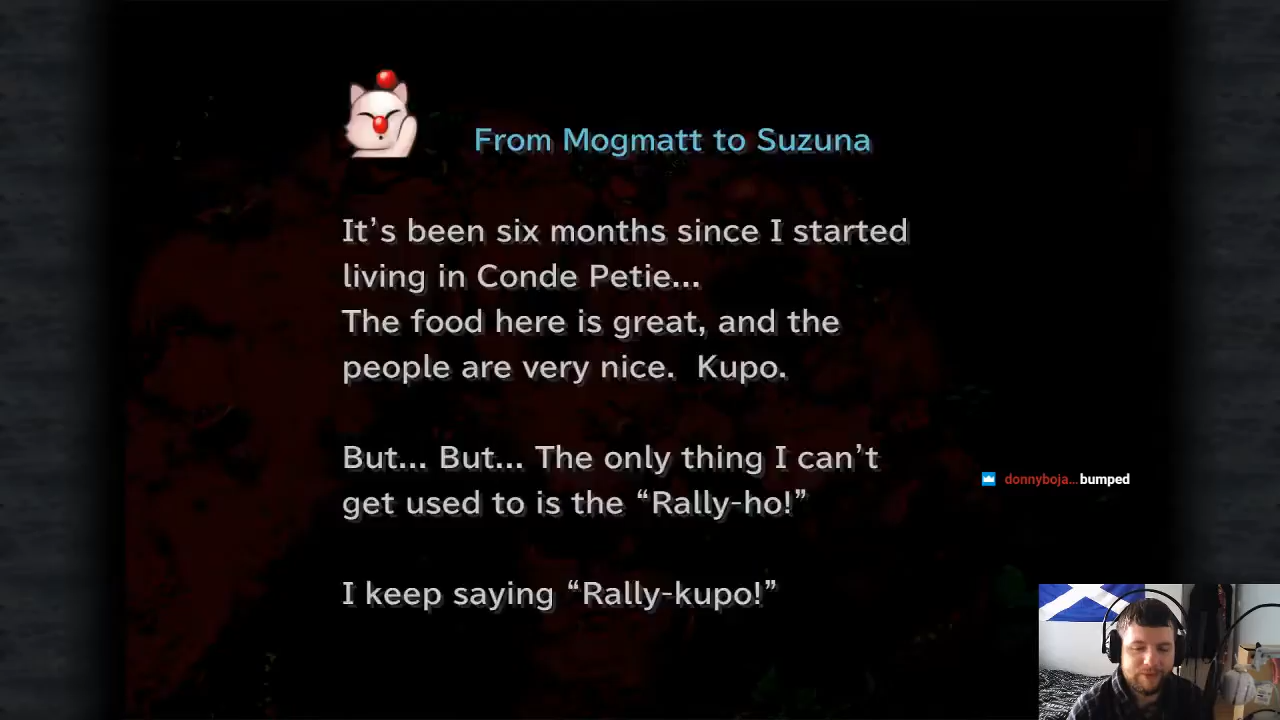 From Mogmatt to Suzuna
It's been six months since I started
living in Conde Petie...
The food here is great, and the
people are very nice.  Kupo.
But... But... The only thing I can't
get used to is the “Rally-ho!”
donnyboja... bumped
I keep saying “Rally-kupo!”